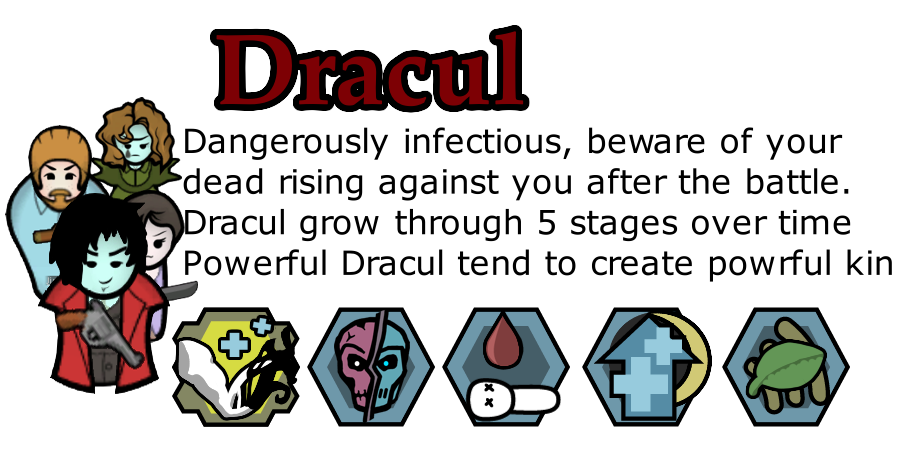 Dracul
Dangerously infectious, beware of your
dead rising against you after the battle.
Dracul grow through 5 stages over time
Powerful Dracul tend to create powrful kin